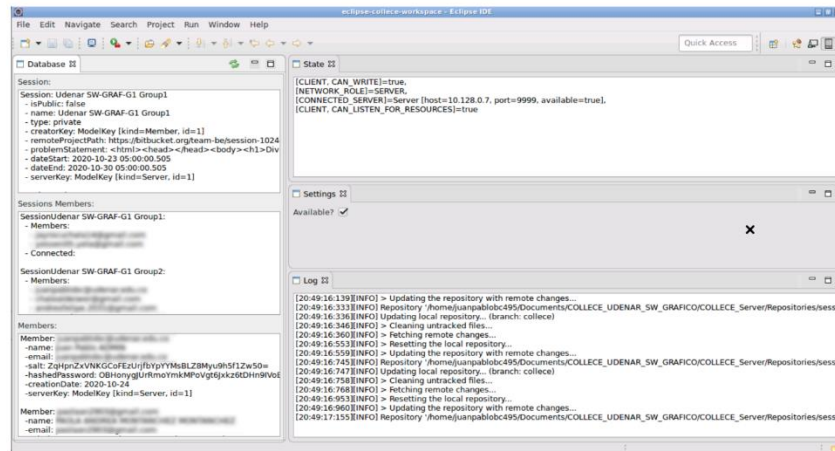 eclipse-collece-workspace - Eclipse IDE
File Edit Navigate Search Project Run Window Help
Quick Access
Database
Session:
Session: Udenar SW-GRAF-G1 Group1
- isPublic: false
- name: Udenar SW-GRAF-G1 Group1
- type: private
- creatorKey: ModelKey [kind=Member, id=1]
- remoteProjectPath: https://bitbucket.org/team-be/session-1024
- problemStatement: <html><head></head><body><h1>Div
- dateStart: 2020-10-23 05:00:00.505
- dateEnd: 2020-10-30 05:00:00.505
- serverKey: ModelKey [kind=Server, id=1]
Sessions Members:
SessionUdenar SW-GRAF-G1 Group1:
- Members:
- Connected:
SessionUdenar SW-GRAF-G1 Group2:
- Members:
Members:
Member:
-name:
-email:
-salt:
-hashedPassword:
-creationDate: 2020-10-24
-serverKey: ModelKey [kind=Server, id=1]
Member:
-name:
-email:
State
[CLIENT, CAN_WRITE]=true,
[NETWORK_ROLE]=SERVER,
[CONNECTED_SERVER]=Server [host=10.128.0.7, port=9999, available=true],
[CLIENT, CAN_LISTEN_FOR_RESOURCES]=true
Settings
Available?
Log
[20:49:16:139][INFO] > Updating the repository with remote changes...
[20:49:16:333][INFO] Repository '/home/juanpablobc495/Documents/COLLECE_UDENAR_SW_GRAFICO/COLLECE_Server/Repositories/sess
[20:49:16:336][INFO] Updating local repository... (branch: collece)
[20:49:16:346][INFO] > Cleaning untracked files...
[20:49:16:360][INFO] > Fetching remote changes...
[20:49:16:553][INFO] > Resetting the local repository...
[20:49:16:559][INFO] > Updating the repository with remote changes...
[20:49:16:745][INFO] Repository '/home/juanpablobc495/Documents/COLLECE_UDENAR_SW_GRAFICO/COLLECE_Server/Repositories/sess
[20:49:16:747][INFO] Updating local repository... (branch: collece)
[20:49:16:758][INFO] > Cleaning untracked files...
[20:49:16:768][INFO] > Fetching remote changes...
[20:49:16:953][INFO] > Resetting the local repository...
[20:49:16:960][INFO] > Updating the repository with remote changes...
[20:49:17:155][INFO] Repository '/home/juanpablobc495/Documents/COLLECE_UDENAR_SW_GRAFICO/COLLECE_Server/Repositories/sess